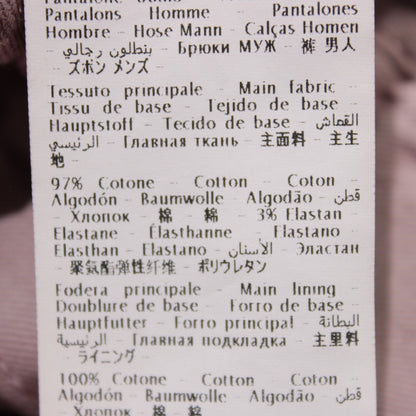 Pantalons Homme - Pantalones
Hombre - Hose Mann - Calças Homen
- بنطلون رجالي - Брюки МУЖ - 裤 男人
- ズボン メンズ -
Tessuto principale - Main fabric -
Tissu de base - Tejido de base -
Hauptstoff - Tecido de base - القماش
الرئيسي - Главная ткань - 主面料 - 主生
地 -
97% Cotone - Cotton - Coton -
Algodón - Baumwolle - Algodão - قطن
- Хлопок - 棉 - 綿 - 3% Elastan -
Elastane - Élasthanne - Elastano -
Elasthan - Elastano - الأستان - Эластан
- 聚氨酯弹性纤维 - ポリウレタン
Fodera principale - Main lining -
Doublure de base - Forro de base -
Hauptfutter - Forro principal - البطانة
الرئيسية - Главная подкладка - 主里料
- ライニング -
100% Cotone - Cotton - Coton -
Algodón - Baumwolle - Algodão - قطن
- Хлопок - 棉 - 綿